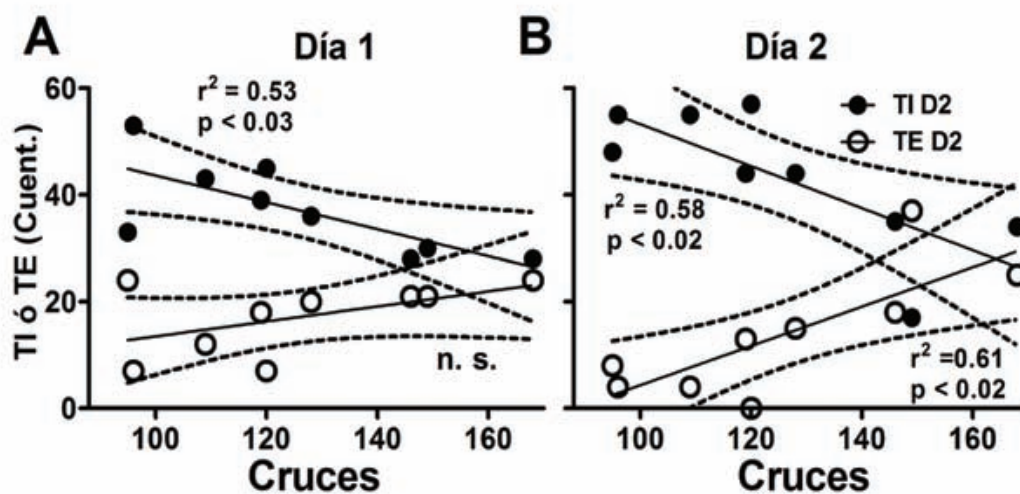 A
Día 1
B
Día 2
TI ó TE (Cuent.)
60
40
20
0
r² = 0.53
p < 0.03
n. s.
TI D2
TE D2
r² = 0.58
p < 0.02
r² =0.61
p < 0.02
100 120 140 160
100 120 140 160
Cruces
Cruces